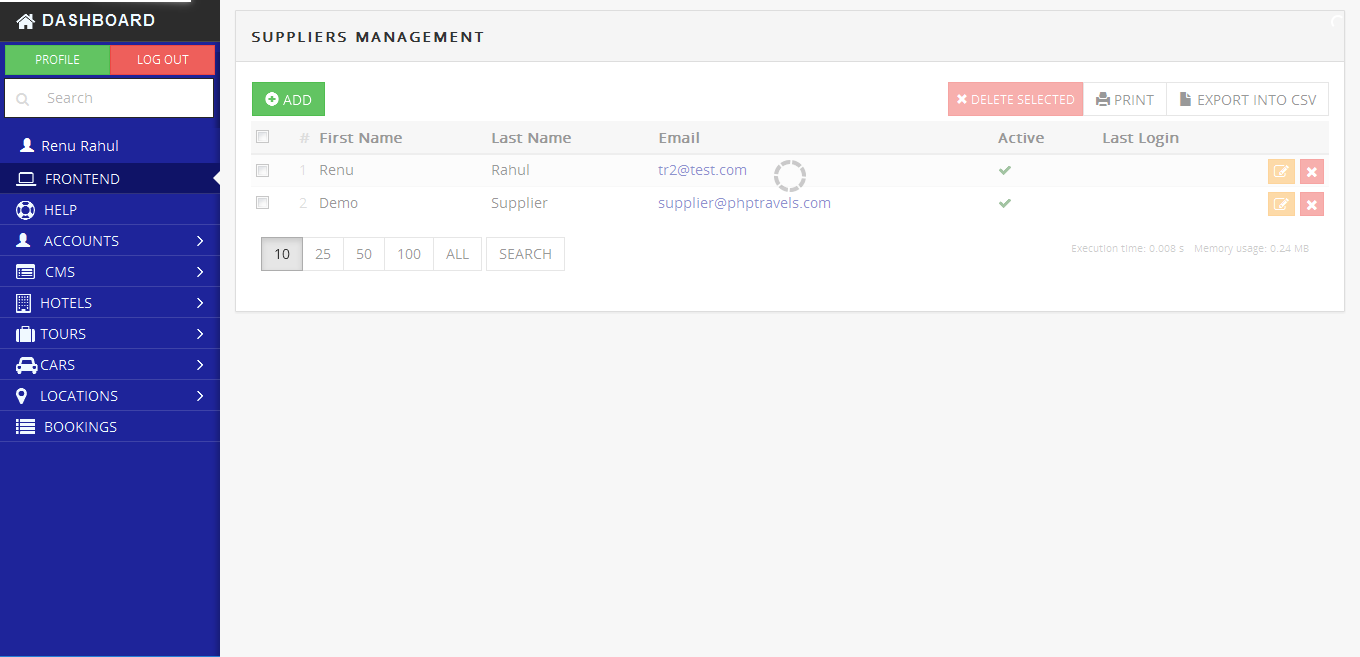 DASHBOARD
PROFILE LOG OUT
Search
Renu Rahul
FRONTEND
HELP
ACCOUNTS
CMS
HOTELS
TOURS
CARS
LOCATIONS
BOOKINGS
SUPPLIERS MANAGEMENT
ADD DELETE SELECTED PRINT EXPORT INTO CSV
# First Name Last Name Email Active Last Login
1 Renu Rahul tr2@test.com
2 Demo Supplier supplier@phptravels.com
10 25 50 100 ALL SEARCH
Execution time: 0.008 s Memory usage: 0.24 MB